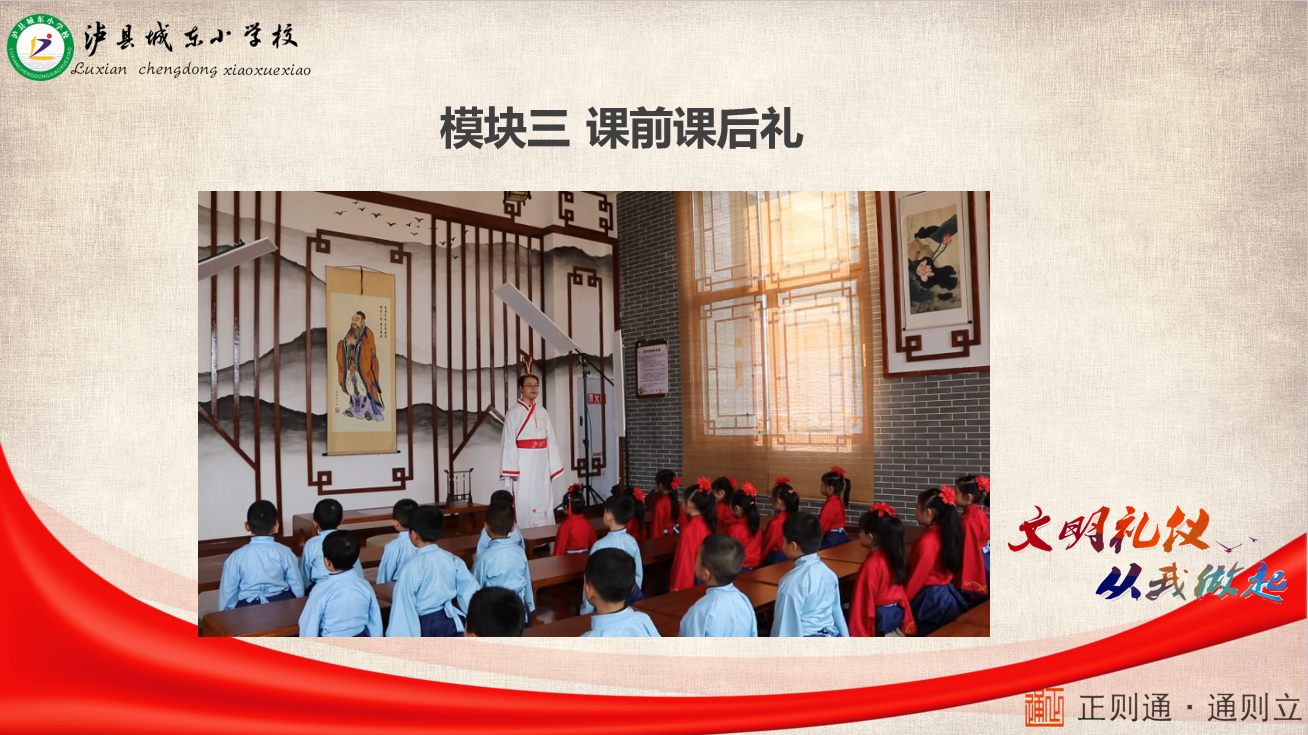 泸县城东小学校
Luxian chengdong xiaoxuexiao
模块三 课前课后礼
文明礼仪
从我做起
正则通·通则立